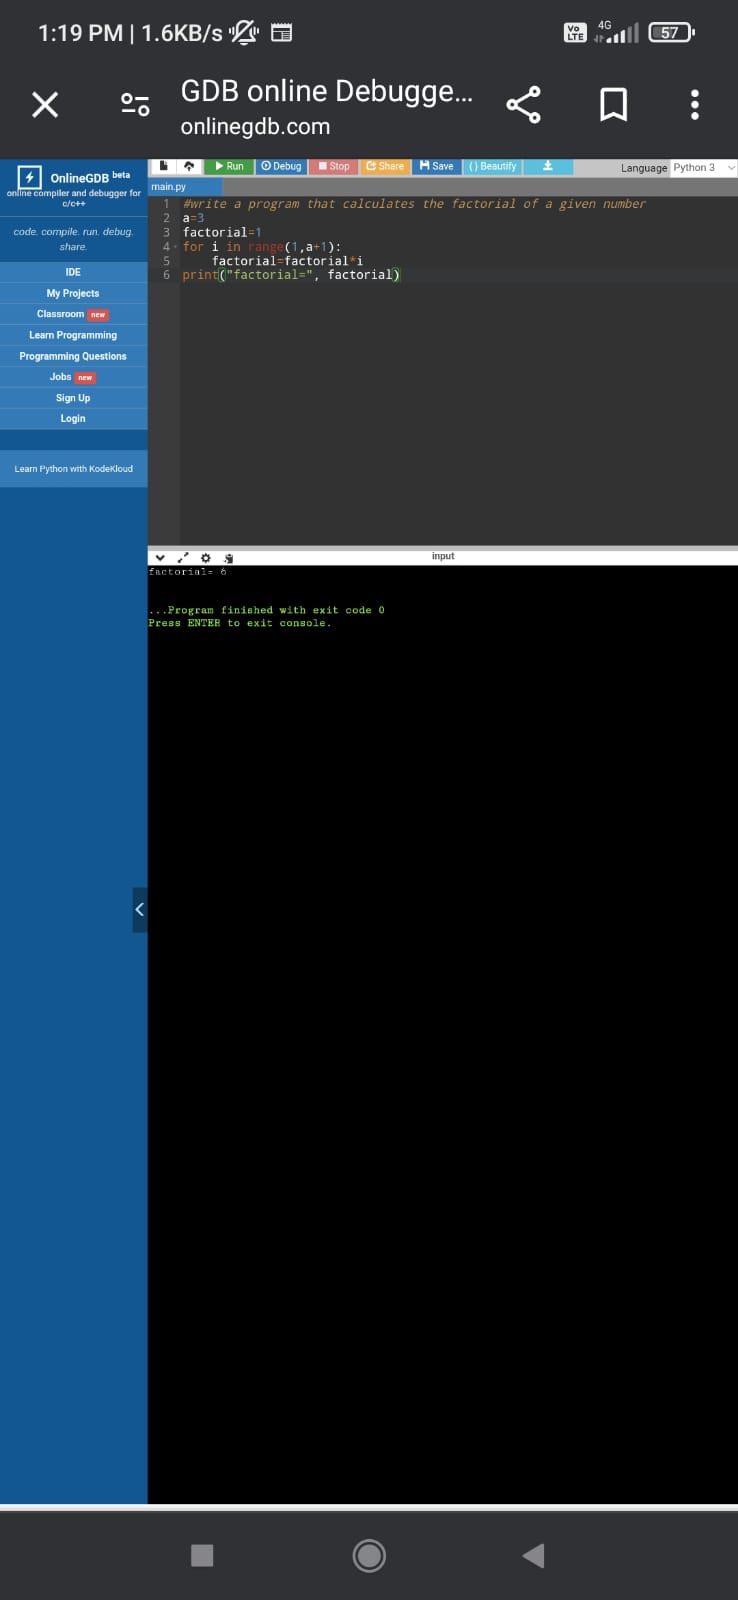 1:19 PM | 1.6KB/s
Vo LTE 4G 57
GDB online Debugge...
onlinegdb.com
OnlineGDB beta
online compiler and debugger for
c/c++
code. compile. run. debug.
share.
IDE
My Projects
Classroom new
Learn Programming
Programming Questions
Jobs new
Sign Up
Login
Learn Python with KodeKloud
Run Debug Stop Share Save {} Beautify Language Python 3
main.py
1 #write a program that calculates the factorial of a given number
2 a=3
3 factorial=1
4 for i in range(1,a+1):
5     factorial=factorial*i
6 print("factorial=", factorial)
input
factorial= 6
...Program finished with exit code 0
Press ENTER to exit console.